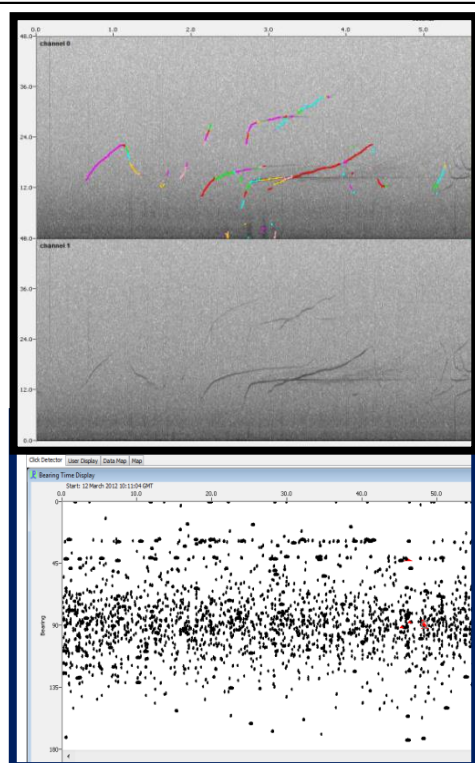 0.0 1.0 2.0 3.0 4.0 5.0
48.0
channel 0
36.0
24.0
12.0
48.0
channel 1
36.0
24.0
12.0
0.0
Click Detector User Display Data Map Map
Bearing Time Display
Start: 12 March 2012 10:11:04 GMT
0.0 10.0 20.0 30.0 40.0 50.0
0
45
Bearing
90
135
180